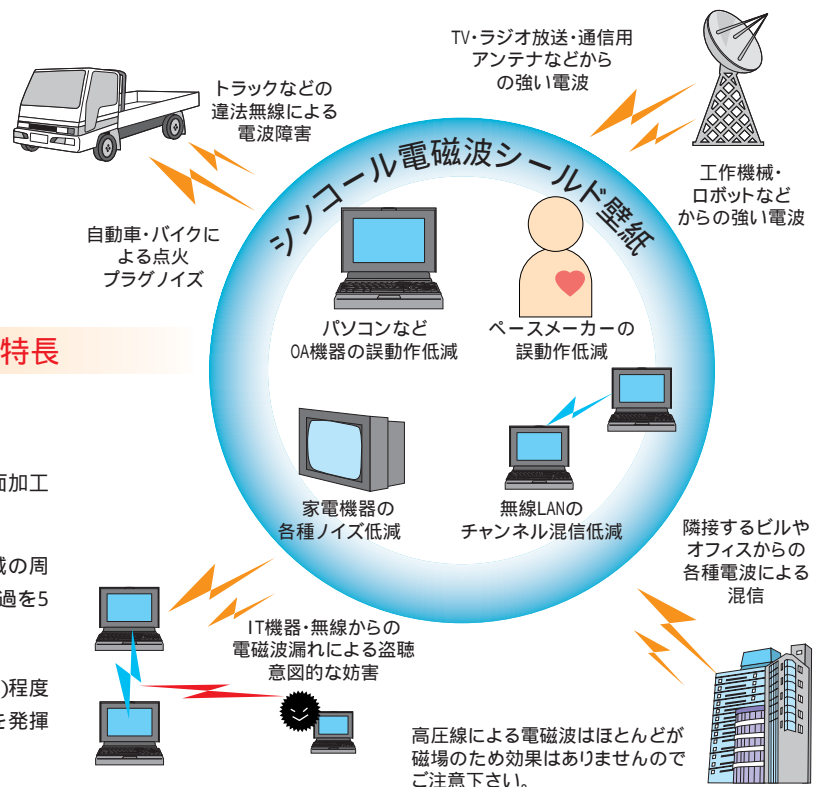 TV・ラジオ放送・通信用
アンテナなどから
の強い電波
トラックなどの
違法無線による
電波障害
工作機械・
ロボットなど
からの強い電波
シンコール電磁波シールド壁紙
自動車・バイクに
よる点火
プラグノイズ
パソコンなど
OA機器の誤動作低減
ペースメーカーの
誤動作低減
特長
家電機器の
各種ノイズ低減
無線LANの
チャンネル混信低減
面加工
域の周
過を5
)程度
を発揮
隣接するビルや
オフィスからの
各種電波による
混信
IT機器・無線からの
電磁波漏れによる盗聴
意図的な妨害
高圧線による電磁波はほとんどが
磁場のため効果はありませんので
ご注意下さい。